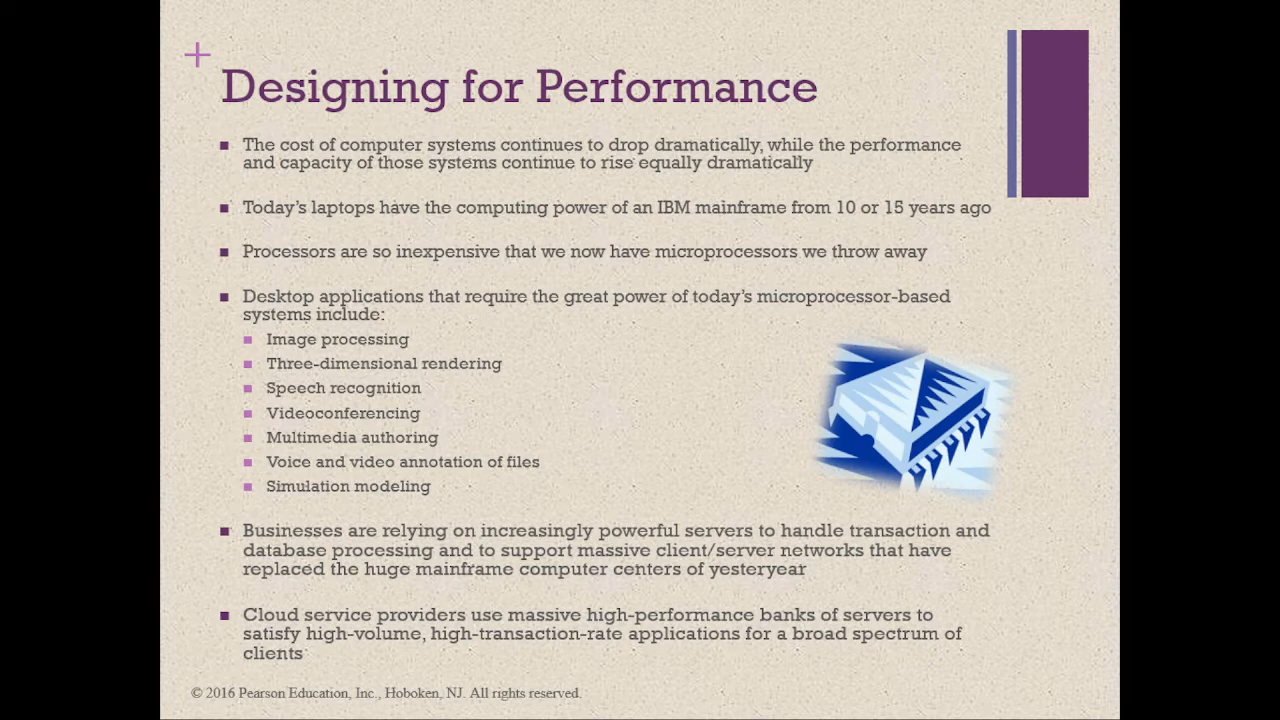 +
Designing for Performance
■ The cost of computer systems continues to drop dramatically, while the performance
and capacity of those systems continue to rise equally dramatically
■ Today's laptops have the computing power of an IBM mainframe from 10 or 15 years ago
■ Processors are so inexpensive that we now have microprocessors we throw away
■ Desktop applications that require the great power of today's microprocessor-based
systems include:
■ Image processing
■ Three-dimensional rendering
■ Speech recognition
■ Videoconferencing
■ Multimedia authoring
■ Voice and video annotation of files
■ Simulation modeling
■ Businesses are relying on increasingly powerful servers to handle transaction and
database processing and to support massive client/server networks that have
replaced the huge mainframe computer centers of yesteryear
■ Cloud service providers use massive high-performance banks of servers to
satisfy high-volume, high-transaction-rate applications for a broad spectrum of
clients
© 2016 Pearson Education, Inc., Hoboken, NJ. All rights reserved.